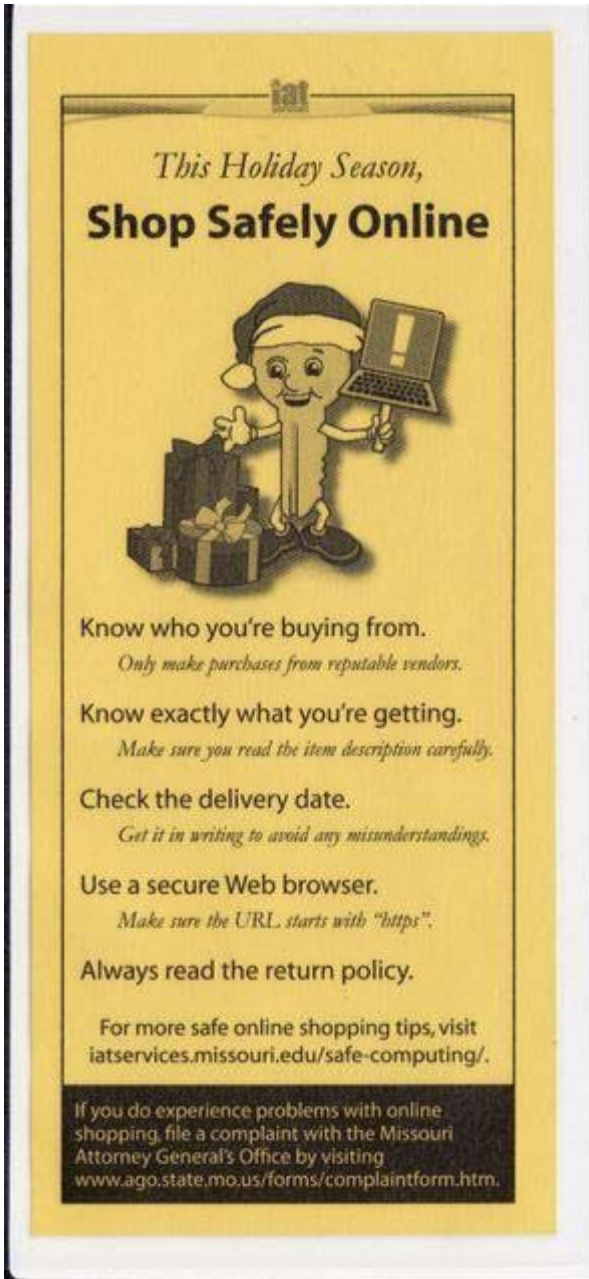 iat
This Holiday Season,
Shop Safely Online
!
Know who you're buying from.
Only make purchases from reputable vendors.
Know exactly what you're getting.
Make sure you read the item description carefully.
Check the delivery date.
Get it in writing to avoid any misunderstandings.
Use a secure Web browser.
Make sure the URL starts with "https".
Always read the return policy.
For more safe online shopping tips, visit
iatservices.missouri.edu/safe-computing/.
If you do experience problems with online
shopping, file a complaint with the Missouri
Attorney General's Office by visiting
www.ago.state.mo.us/forms/complaintform.htm.